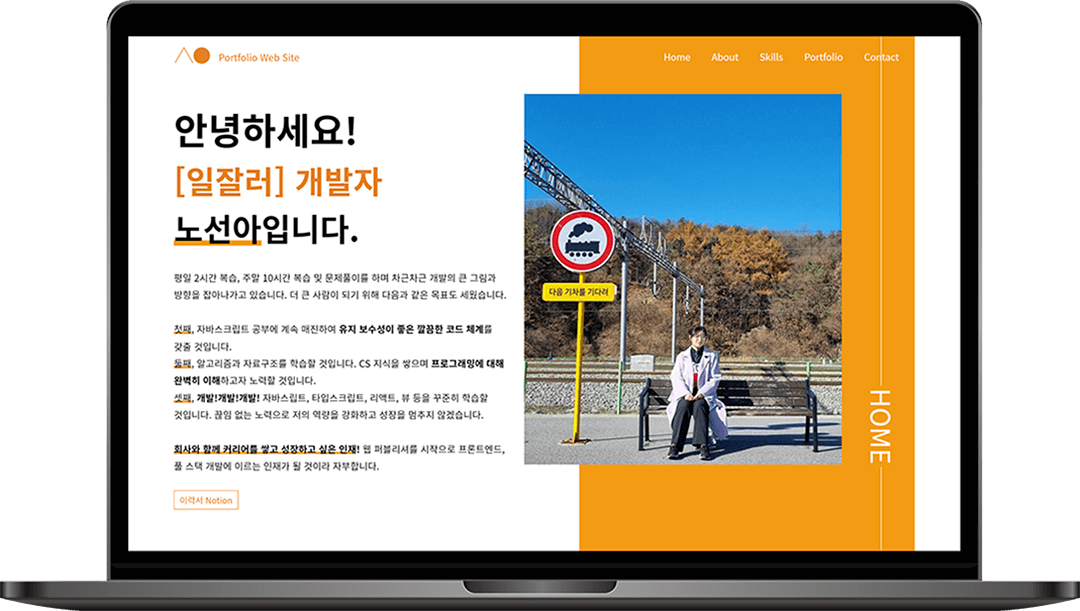 Portfolio Web Site
Home About Skills Portfolio Contact
안녕하세요!
[일잘러] 개발자
노선아입니다.
평일 2시간 복습, 주말 10시간 복습 및 문제풀이를 하며 차근차근 개발의 큰 그림과
방향을 잡아나가고 있습니다. 더 큰 사람이 되기 위해 다음과 같은 목표도 세웠습니다.
첫째, 자바스크립트 공부에 계속 매진하여 유지 보수성이 좋은 깔끔한 코드 체계를
갖출 것입니다.
둘째, 알고리즘과 자료구조를 학습할 것입니다. CS 지식을 쌓으며 프로그래밍에 대해
완벽히 이해하고자 노력할 것입니다.
셋째, 개발!개발!개발! 자바스크립트, 타입스크립트, 리액트, 뷰 등을 꾸준히 학습할
것입니다. 끊임 없는 노력으로 저의 역량을 강화하고 성장을 멈추지 않겠습니다.
회사와 함께 커리어를 쌓고 성장하고 싶은 인재! 웹 퍼블리셔를 시작으로 프론트엔드,
풀 스택 개발에 이르는 인재가 될 것이라 자부합니다.
이력서 Notion
다음 기차를 기다려
HOME